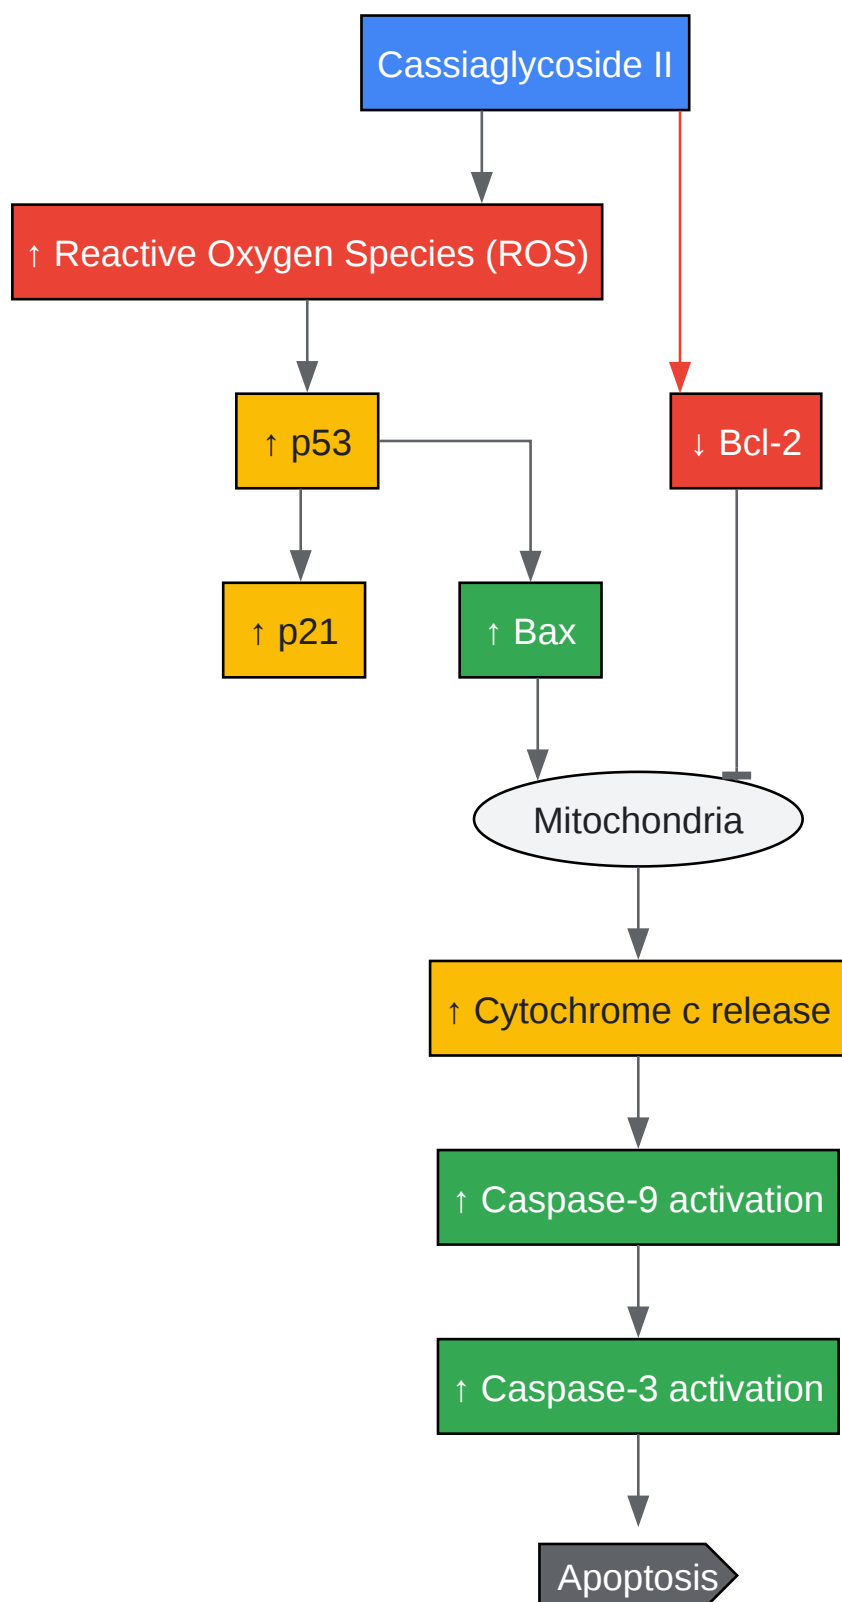 Cassiaglycoside II
↑ Reactive Oxygen Species (ROS)
↑ p53
↓ Bcl-2
↑ p21
↑ Bax
Mitochondria
↑ Cytochrome c release
↑ Caspase-9 activation
↑ Caspase-3 activation
Apoptosis